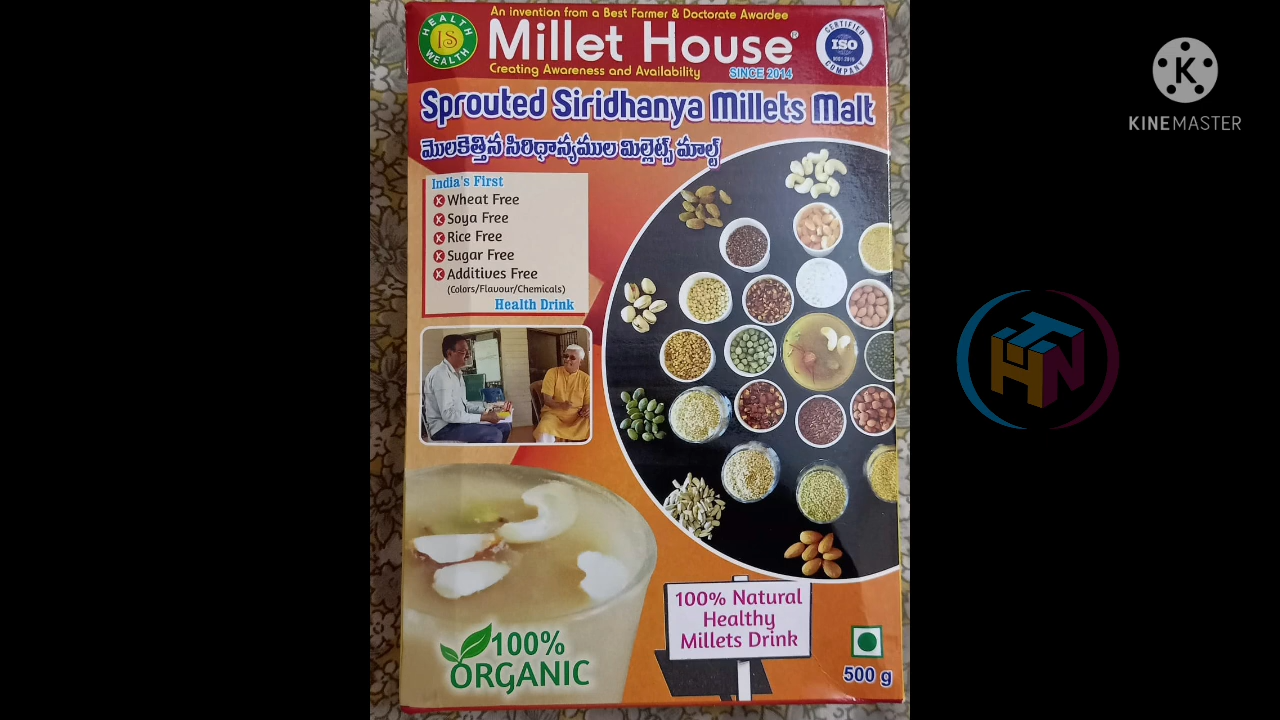 An invention from a Best Farmer & Doctorate Awardee
HEALTH
IS
WEALTH
Millet House®
Creating Awareness and Availability
SINCE 2014
CERTIFIED
ISO
COMPANY
Sprouted Siridhanya Millets Malt
మొలకెత్తిన సిరిధాన్యముల మిల్లెట్స్ మాల్ట్
India's First
Wheat Free
Soya Free
Rice Free
Sugar Free
Additives Free
(Colors/Flavour/Chemicals)
Health Drink
100% Natural
Healthy
Millets Drink
100%
ORGANIC
500 g
K
KINEMASTER
THN